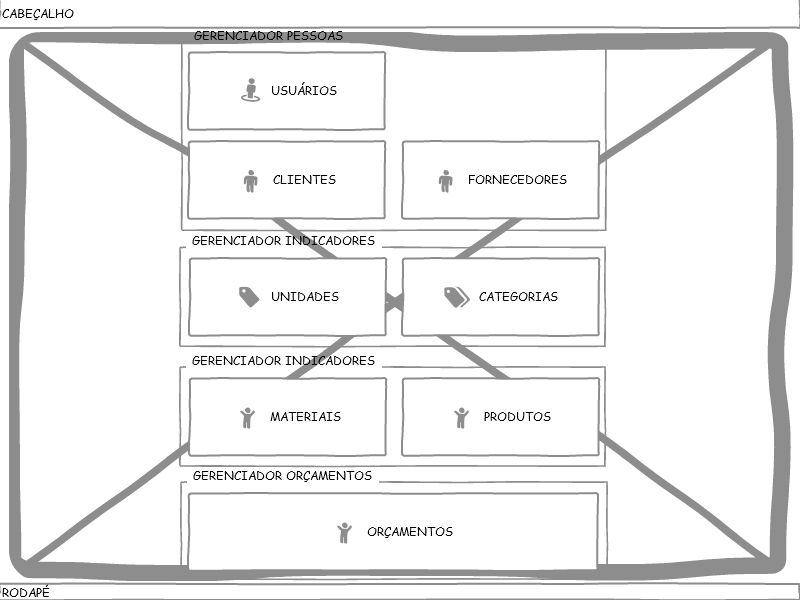 CABEÇALHO
GERENCIADOR PESSOAS
USUÁRIOS
CLIENTES
FORNECEDORES
GERENCIADOR INDICADORES
UNIDADES
CATEGORIAS
GERENCIADOR INDICADORES
MATERIAIS
PRODUTOS
GERENCIADOR ORÇAMENTOS
ORÇAMENTOS
RODAPÉ